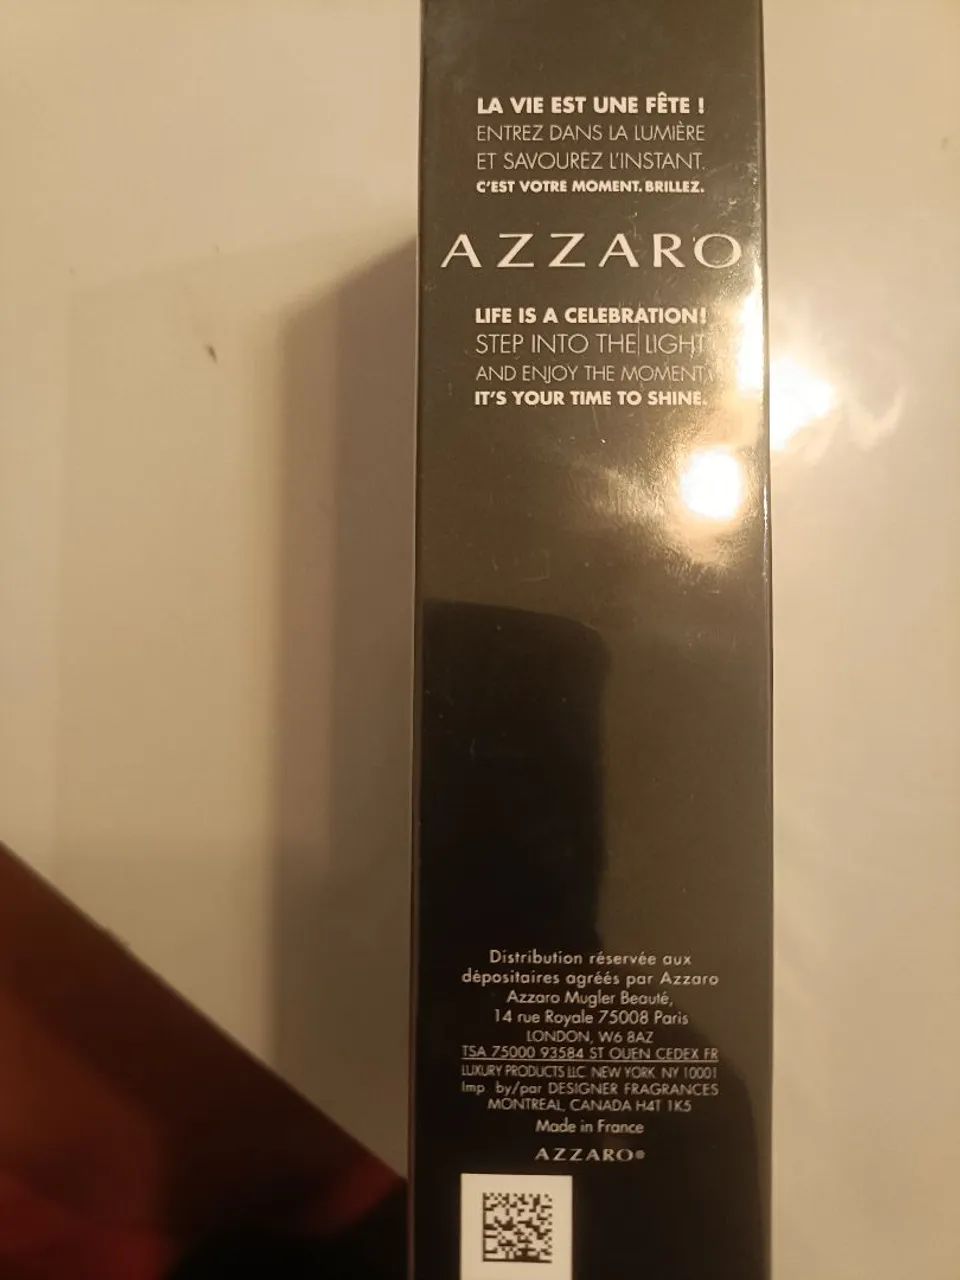 LA VIE EST UNE FÊTE !
ENTREZ DANS LA LUMIÈRE
ET SAVOUREZ L'INSTANT.
C'EST VOTRE MOMENT. BRILLEZ.
AZZARO
LIFE IS A CELEBRATION!
STEP INTO THE LIGHT
AND ENJOY THE MOMENT.
IT'S YOUR TIME TO SHINE.
Distribution réservée aux
dépositaires agréés par Azzaro
Azzaro Mugler Beauté,
14 rue Royale 75008 Paris
LONDON, W6 8AZ
TSA 75000 93584 ST OUEN CEDEX FR
LUXURY PRODUCTS LLC NEW YORK NY 10001
Imp. by/par DESIGNER FRAGRANCES
MONTREAL, CANADA H4T 1K5
Made in France
AZZARO®